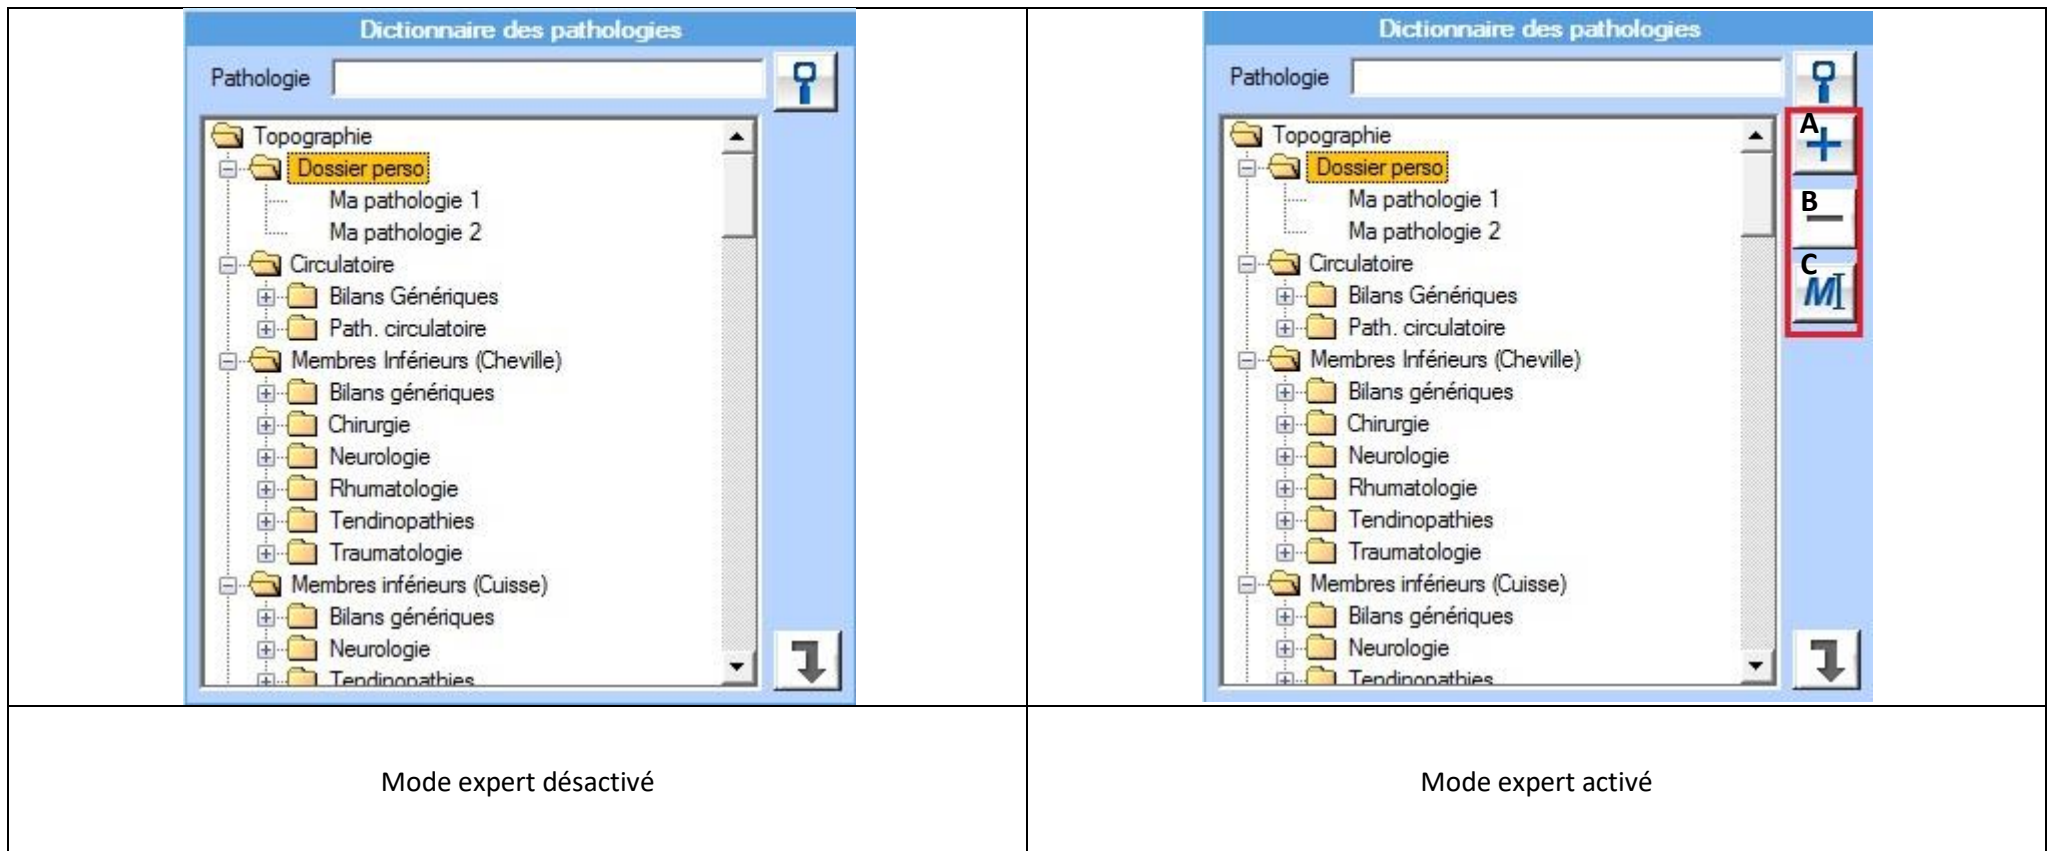 Dictionnaire des pathologies
Pathologie
Topographie
Dossier perso
Ma pathologie 1
Ma pathologie 2
Circulatoire
Bilans Génériques
Path. circulatoire
Membres Inférieurs (Cheville)
Bilans génériques
Chirurgie
Neurologie
Rhumatologie
Tendinopathies
Traumatologie
Membres inférieurs (Cuisse)
Bilans génériques
Neurologie
Tendinopathies
Mode expert désactivé
Dictionnaire des pathologies
Pathologie
Topographie
Dossier perso
Ma pathologie 1
Ma pathologie 2
Circulatoire
Bilans Génériques
Path. circulatoire
Membres Inférieurs (Cheville)
Bilans génériques
Chirurgie
Neurologie
Rhumatologie
Tendinopathies
Traumatologie
Membres inférieurs (Cuisse)
Bilans génériques
Neurologie
Tendinopathies
A
B
C
M
Mode expert activé